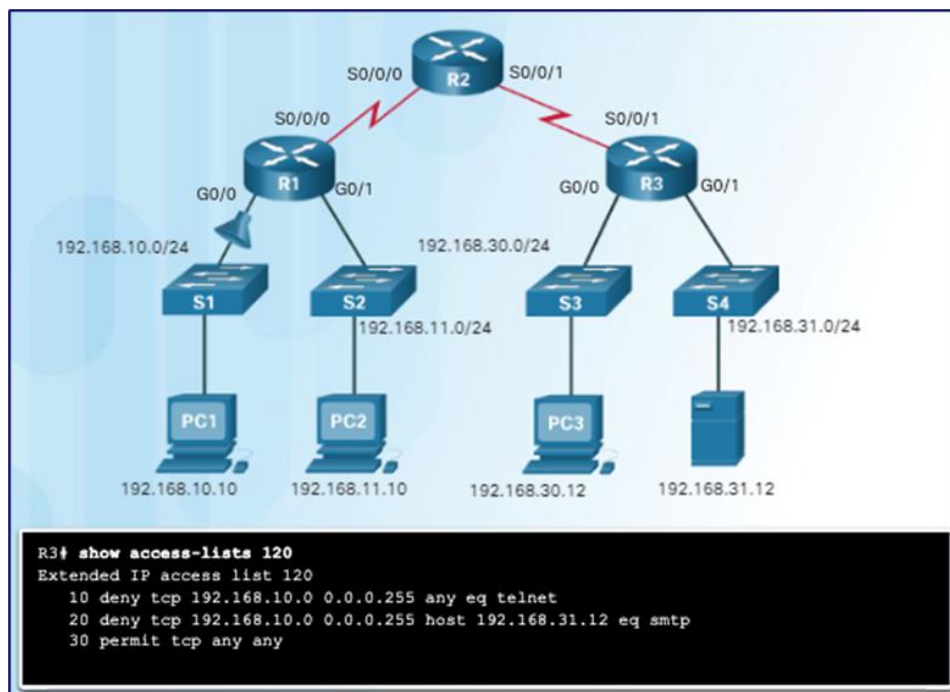 S0/0/0 R2 S0/0/1
S0/0/0 S0/0/1
G0/0 R1 G0/1 G0/0 R3 G0/1
192.168.10.0/24 192.168.30.0/24
S1 S2 S3 S4
192.168.11.0/24 192.168.31.0/24
PC1 PC2 PC3
192.168.10.10 192.168.11.10 192.168.30.12 192.168.31.12
R3# show access-lists 120
Extended IP access list 120
10 deny tcp 192.168.10.0 0.0.0.255 any eq telnet
20 deny tcp 192.168.10.0 0.0.0.255 host 192.168.31.12 eq smtp
30 permit tcp any any